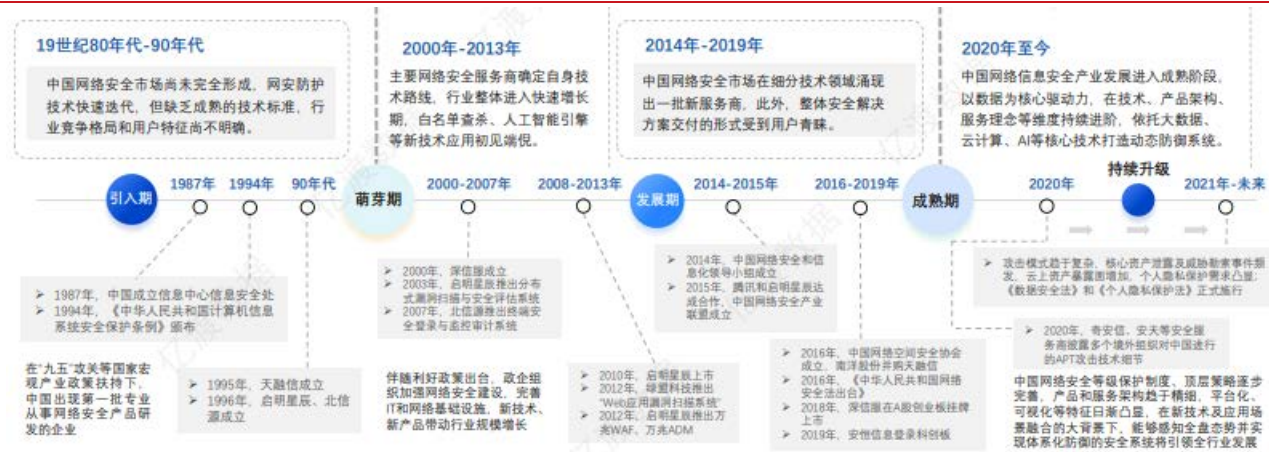 19世纪80年代-90年代
中国网络安全市场尚未完全形成，网安防护
技术快速迭代，但缺乏成熟的技术标准，行
业竞争格局和用户特征尚不明确。
2000年-2013年
主要网络安全服务商确定自身技
术路线，行业整体进入快速增长
期，白名单查杀、人工智能引擎
等新技术应用初见端倪。
2014年-2019年
中国网络安全市场在细分技术领域涌现
出一批新服务商，此外，整体安全解决
方案交付的形式受到用户青睐。
2020年至今
中国网络信息安全产业发展进入成熟阶段，
以数据为核心驱动力，在技术、产品架构、
服务理念等维度持续进阶，依托大数据、
云计算、AI等核心技术打造动态防御系统。
引入期
1987年
1994年
90年代
萌芽期
2000-2007年
2008-2013年
发展期
2014-2015年
2016-2019年
成熟期
2020年
持续升级
2021年-未来
➢ 1987年，中国成立信息中心信息安全处
➢ 1994年，《中华人民共和国计算机信息
系统安全保护条例》颁布
在“九五”攻关等国家宏
观产业政策扶持下，
中国出现第一批专业
从事网络安全产品研
发的企业
➢ 1995年，天融信成立
➢ 1996年，启明星辰、北信
源成立
➢ 2000年，深信服成立
➢ 2003年，启明星辰推出分布
式漏洞扫描与安全评估系统
➢ 2007年，北信源推出终端安
全登录与监控审计系统
伴随利好政策出台，政企组
织加强网络安全建设，完善
IT和网络基础设施，新技术、
新产品带动行业规模增长
➢ 2010年，启明星辰上市
➢ 2012年，绿盟科技推出
“Web应用漏洞扫描系统”
➢ 2012年，启明星辰推出万
兆WAF、万兆ADM
➢ 2014年，中国网络安全和信
息化领导小组成立
➢ 2015年，腾讯和启明星辰达
成合作，中国网络安全产业
联盟成立
➢ 2016年，中国网络空间安全协会
成立，南洋股份并购天融信
➢ 2016年，《中华人民共和国网络
安全法出台》
➢ 2018年，深信服在A股创业板挂牌
上市
➢ 2019年，安恒信息登录科创板
➢ 攻击模式趋于复杂，核心资产泄露及威胁勒索事件频
发，云上资产暴露面增加，个人隐私保护需求凸显；
《数据安全法》和《个人隐私保护法》正式施行
➢ 2020年，奇安信、安天等安全服
务商披露多个境外组织对中国进行
的APT攻击技术细节
中国网络安全等级保护制度、顶层策略逐步
完善，产品和服务架构趋于精细，平台化、
可视化等特征日渐凸显，在新技术及应用场
景融合的大背景下，能够感知全盘态势并实
现体系化防御的安全系统将引领全行业发展